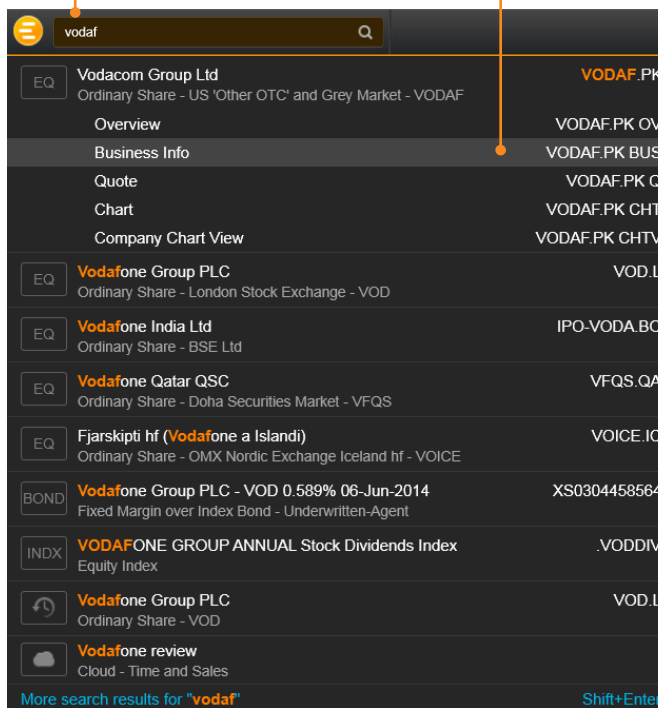 vodaf
EQ Vodacom Group Ltd VODAF.PK
Ordinary Share - US 'Other OTC' and Grey Market - VODAF
Overview VODAF.PK OV
Business Info VODAF.PK BUS
Quote VODAF.PK Q
Chart VODAF.PK CHT
Company Chart View VODAF.PK CHTV
EQ Vodafone Group PLC VOD.L
Ordinary Share - London Stock Exchange - VOD
EQ Vodafone India Ltd IPO-VODA.BO
Ordinary Share - BSE Ltd
EQ Vodafone Qatar QSC VFQS.QA
Ordinary Share - Doha Securities Market - VFQS
EQ Fjarskipti hf (Vodafone a Islandi) VOICE.IC
Ordinary Share - OMX Nordic Exchange Iceland hf - VOICE
BOND Vodafone Group PLC - VOD 0.589% 06-Jun-2014 XS0304458564
Fixed Margin over Index Bond - Underwritten-Agent
INDX VODAFONE GROUP ANNUAL Stock Dividends Index .VODDIV
Equity Index
Vodafone Group PLC VOD.L
Ordinary Share - VOD
Vodafone review
Cloud - Time and Sales
More search results for "vodaf" Shift+Enter